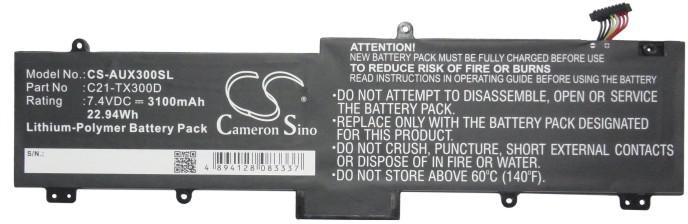 Model No.: CS-AUX300SL
Part No : C21-TX300D
Rating : 7.4VDC ⎓ 3100mAh
22.94Wh
Lithium-Polymer Battery Pack
S/N.:
Cameron Sino
4 894128 083337
ATTENTION!
NEW BATTERY PACK MUST BE FULLY CHARGED BEFORE USE
TO REDUCE RISK OF FIRE OR BURNS
READ INSTRUCTIONS IN OPERATING GUIDE BEFORE USING BATTERY
•DO NOT ATTEMPT TO DISASSEMBLE, OPEN OR SERVICE
THE BATTERY PACK.
•REPLACE ONLY WITH THE BATTERY COMPATIBLE
FOR THIS PRODUCT.
•DO NOT CRUSH, PUNCTURE, SHORT EXTERNAL CONTACTS
OR DISPOSE OF IN FIRE OR WATER.
•DO NOT STORE ABOVE 60℃ (140℉).